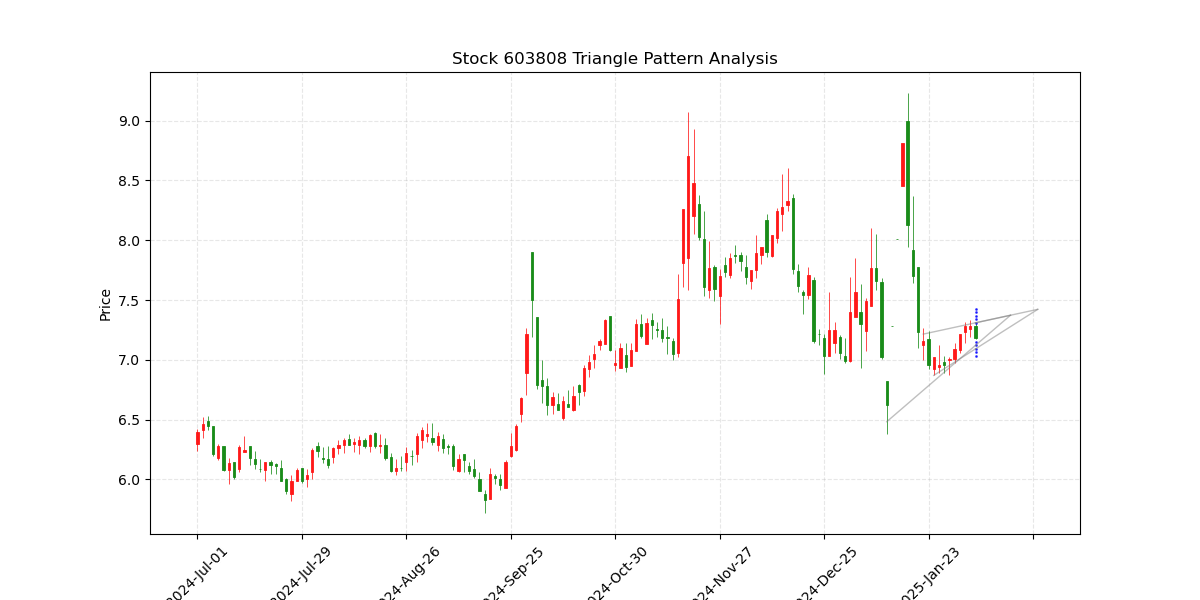 Stock 603808 Triangle Pattern Analysis
Price
9.0
8.5
8.0
7.5
7.0
6.5
6.0
2024-Jul-01
2024-Jul-29
2024-Aug-26
2024-Sep-25
2024-Oct-30
2024-Nov-27
2024-Dec-25
2025-Jan-23